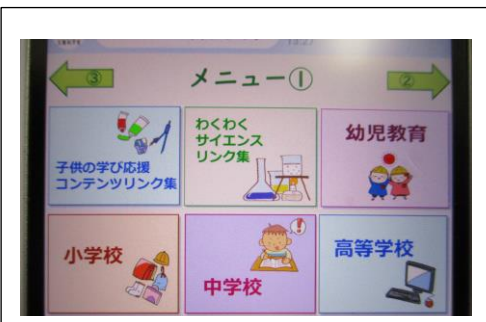 ③
メニュー①
②
子供の学び応援
コンテンツリンク集
わくわく
サイエンス
リンク集
幼児教育
小学校
中学校
高等学校